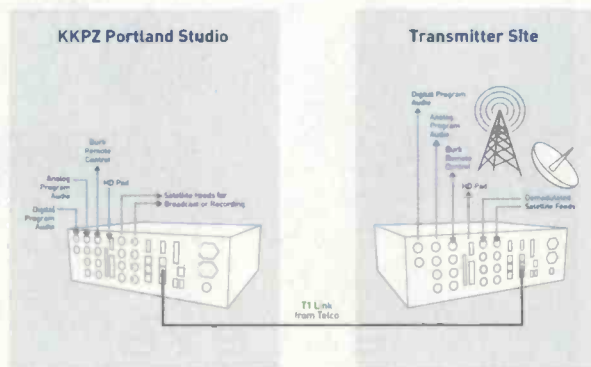 KKPZ Portland Studio
Digital
Program
Audio
Analog
Program
Audio
Burk
Remote
Control
HD Pad
Satellite Feeds for
Broadcast or Recording
Transmitter Site
Digital Program
Audio
Analog
Program
Audio
Burk
Remote
Control
HD Pad
Demodulated
Satellite Feeds
T1 Link
from Telco